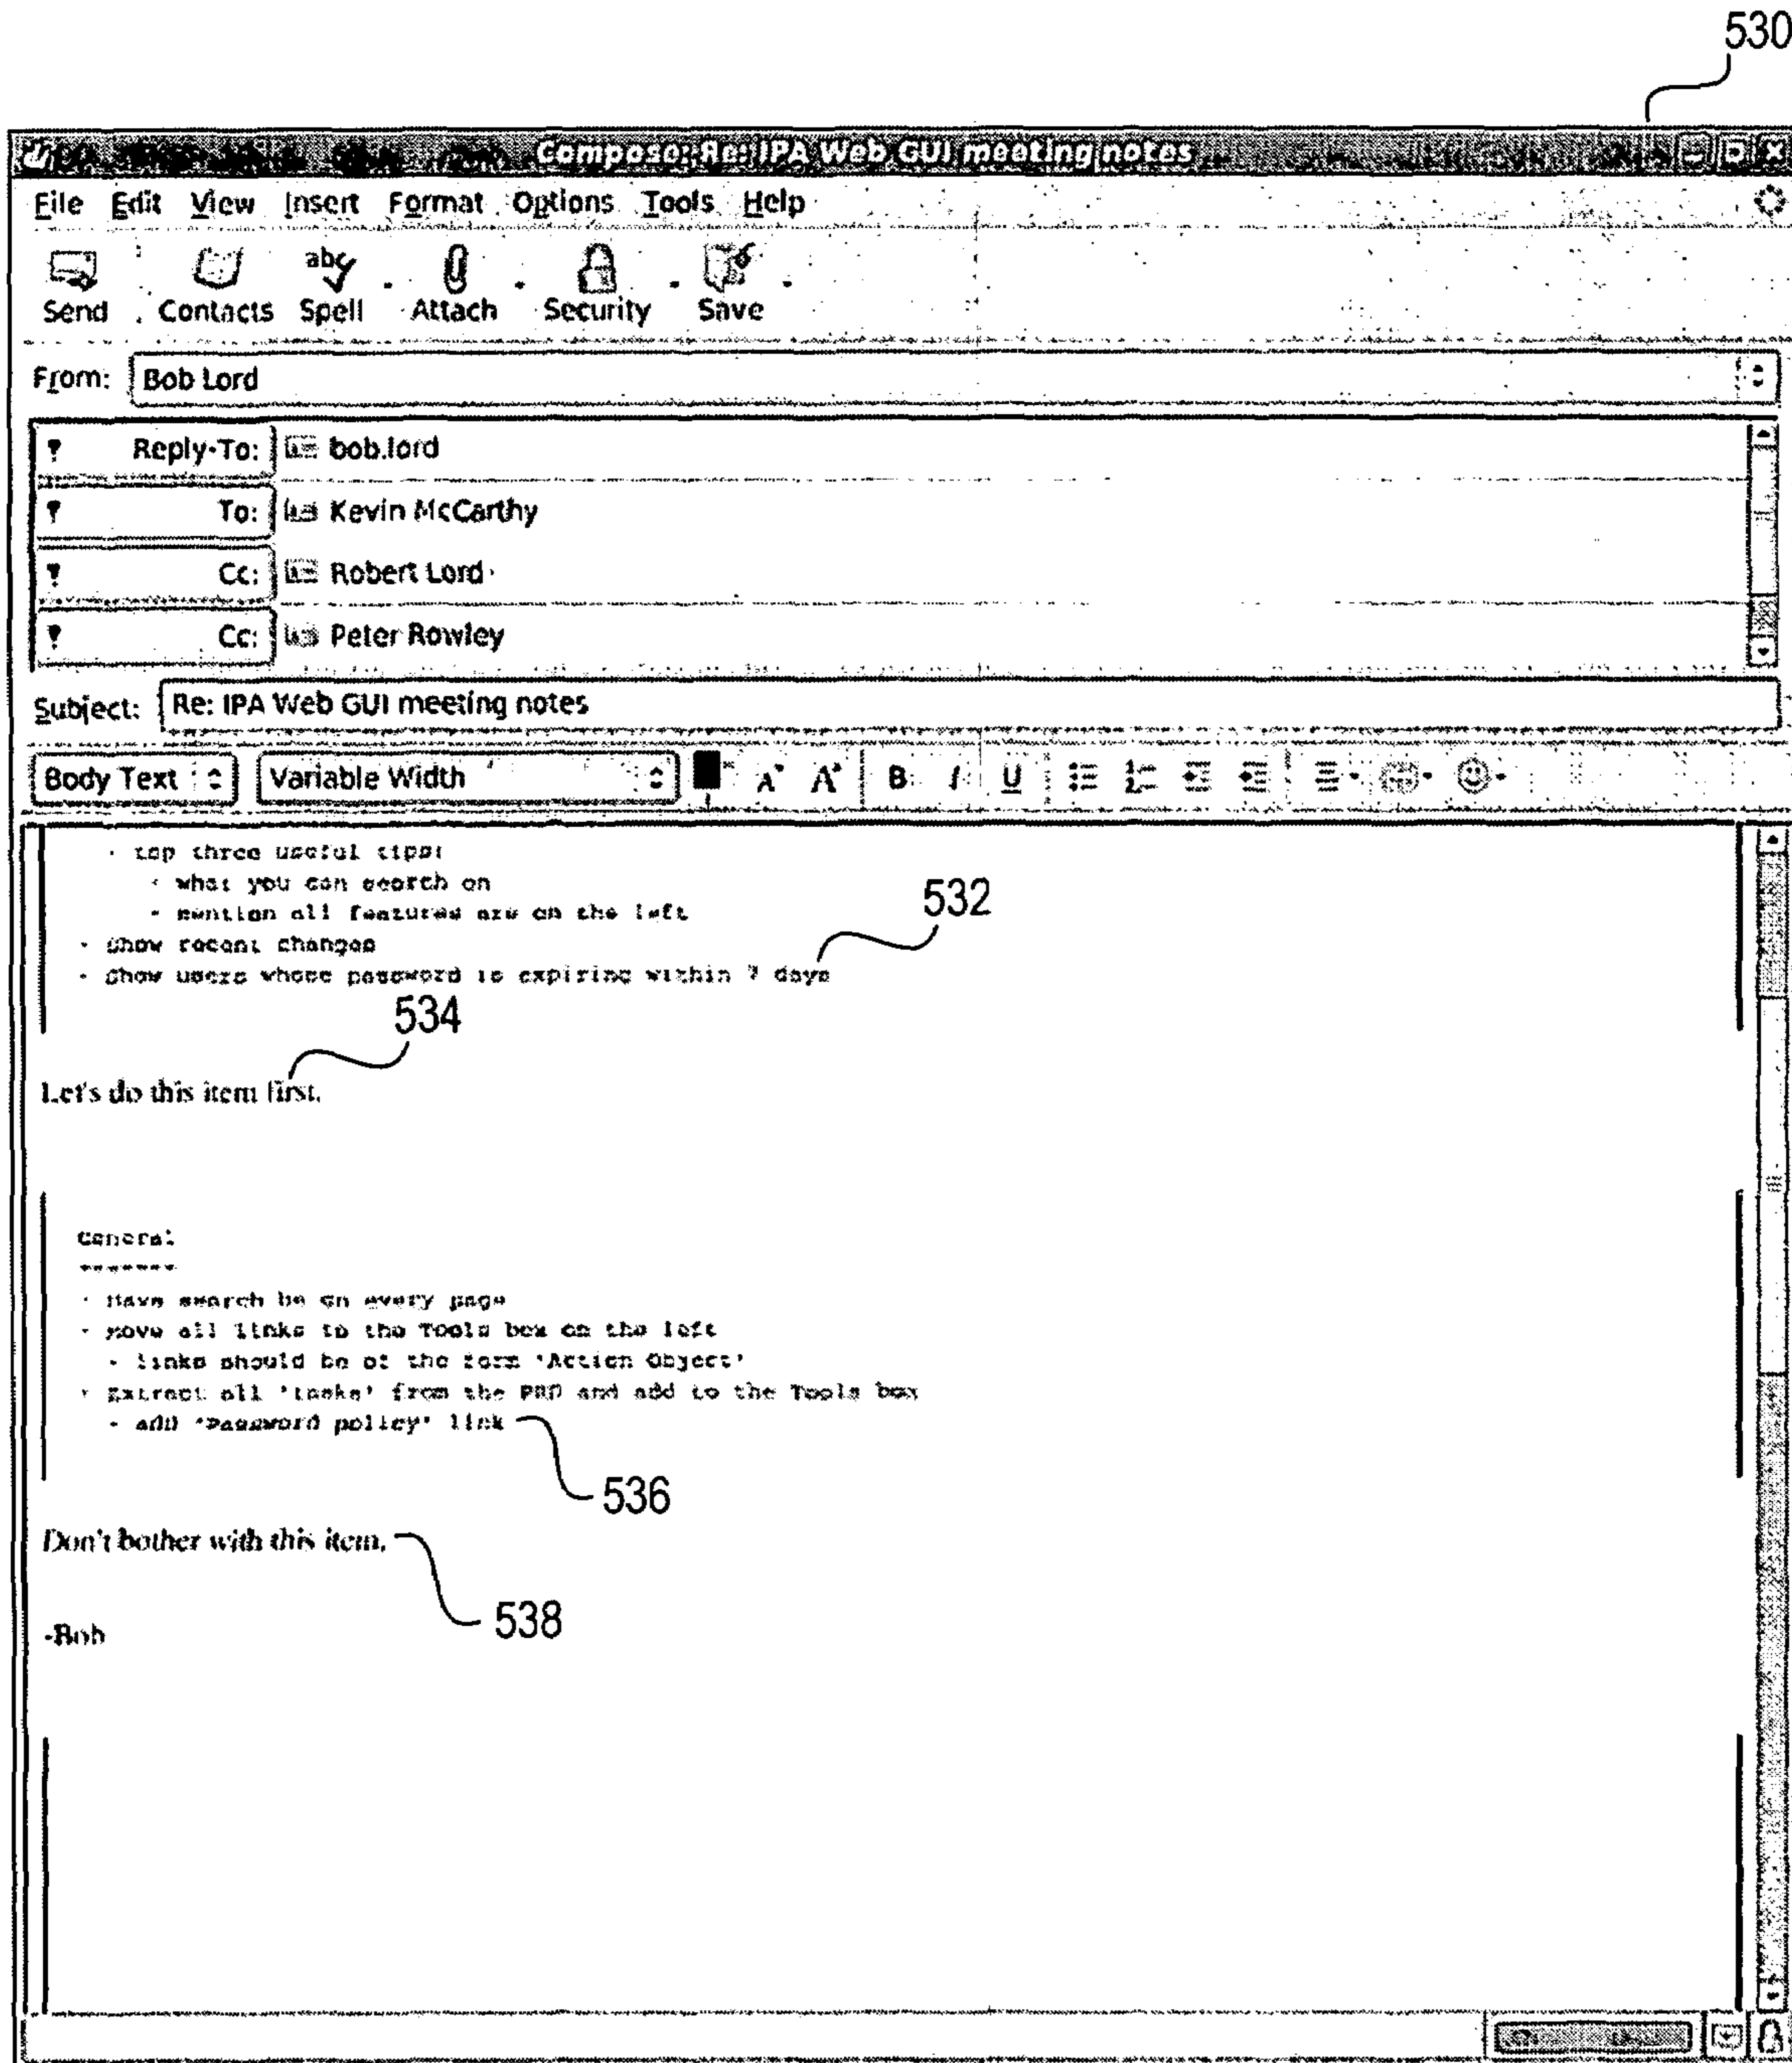 530
Compose: Re: IPA Web GUI meeting notes
File Edit View Insert Format Options Tools Help
abc
Send Contacts Spell Attach Security Save
From: Bob Lord
Reply-To: bob.lord
To: Kevin McCarthy
Cc: Robert Lord
Cc: Peter Rowley
Subject: Re: IPA Web GUI meeting notes
Body Text Variable Width A A B I U
- top three useful tips:
- what you can search on
- mention all features are on the left
532
- Show recent changes
- Show users whose password is expiring within 7 days
534
Let's do this item first.
General
- Have search be on every page
- Move all links to the Tools box on the left
- links should be of the form 'Action Object'
- Extract all 'tasks' from the PRD and add to the Tools box
- add 'Password policy' link
536
Don't bother with this item.
538
-Bob